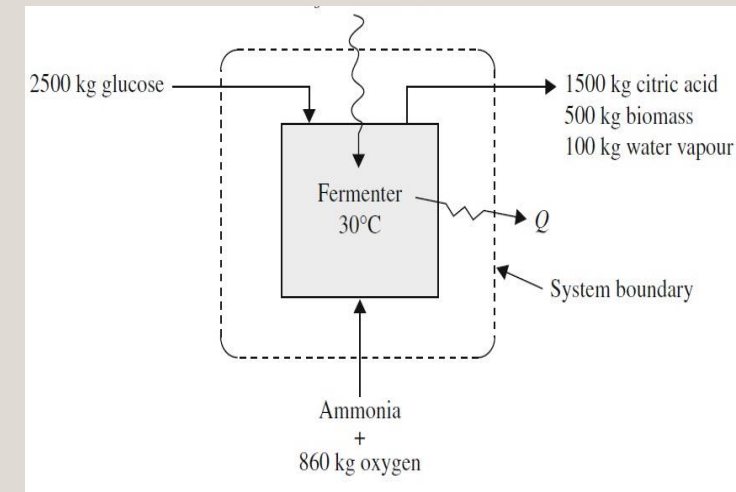 2500 kg glucose
1500 kg citric acid
500 kg biomass
100 kg water vapour
Fermenter
30°C
Q
System boundary
Ammonia
+
860 kg oxygen